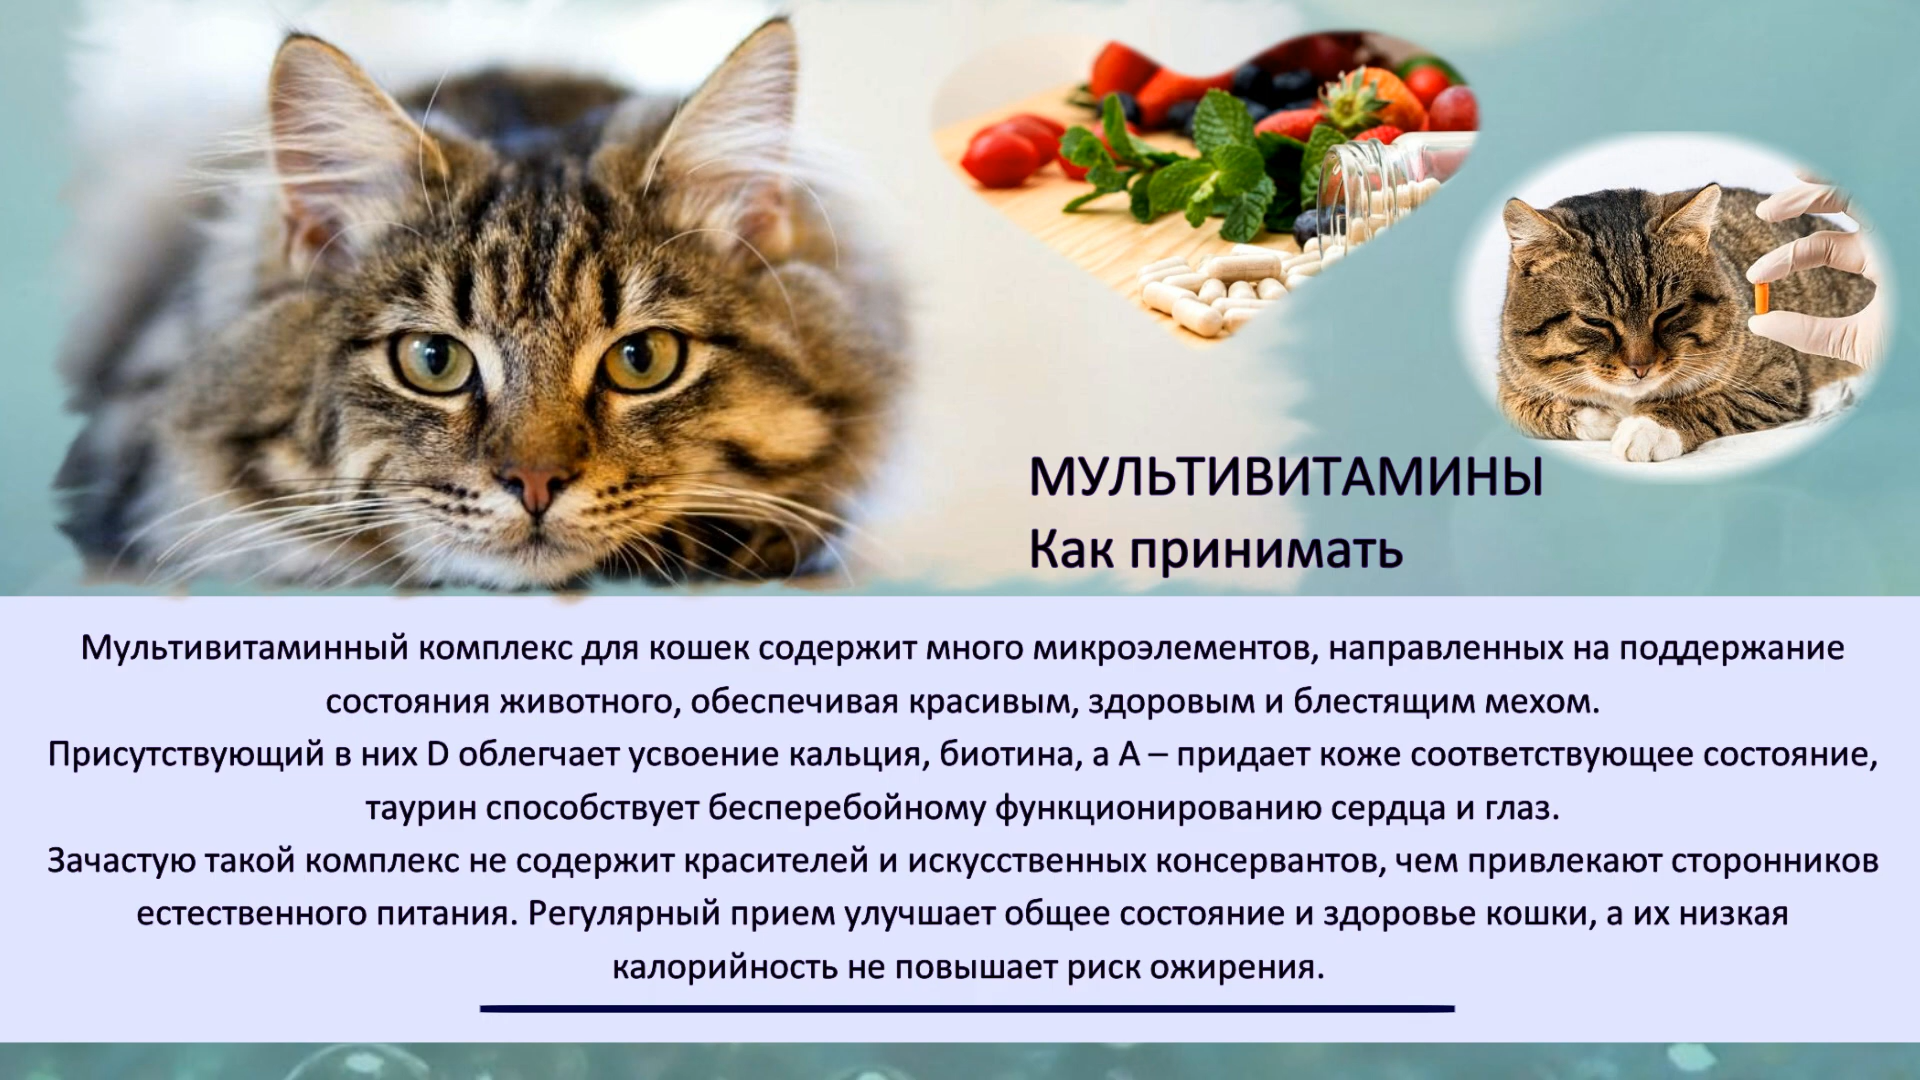 МУЛЬТИВИТАМИНЫ
Как принимать
Мультивитаминный комплекс для кошек содержит много микроэлементов, направленных на поддержание
состояния животного, обеспечивая красивым, здоровым и блестящим мехом.
Присутствующий в них D облегчает усвоение кальция, биотина, а А – придает коже соответствующее состояние,
таурин способствует бесперебойному функционированию сердца и глаз.
Зачастую такой комплекс не содержит красителей и искусственных консервантов, чем привлекают сторонников
естественного питания. Регулярный прием улучшает общее состояние и здоровье кошки, а их низкая
калорийность не повышает риск ожирения.